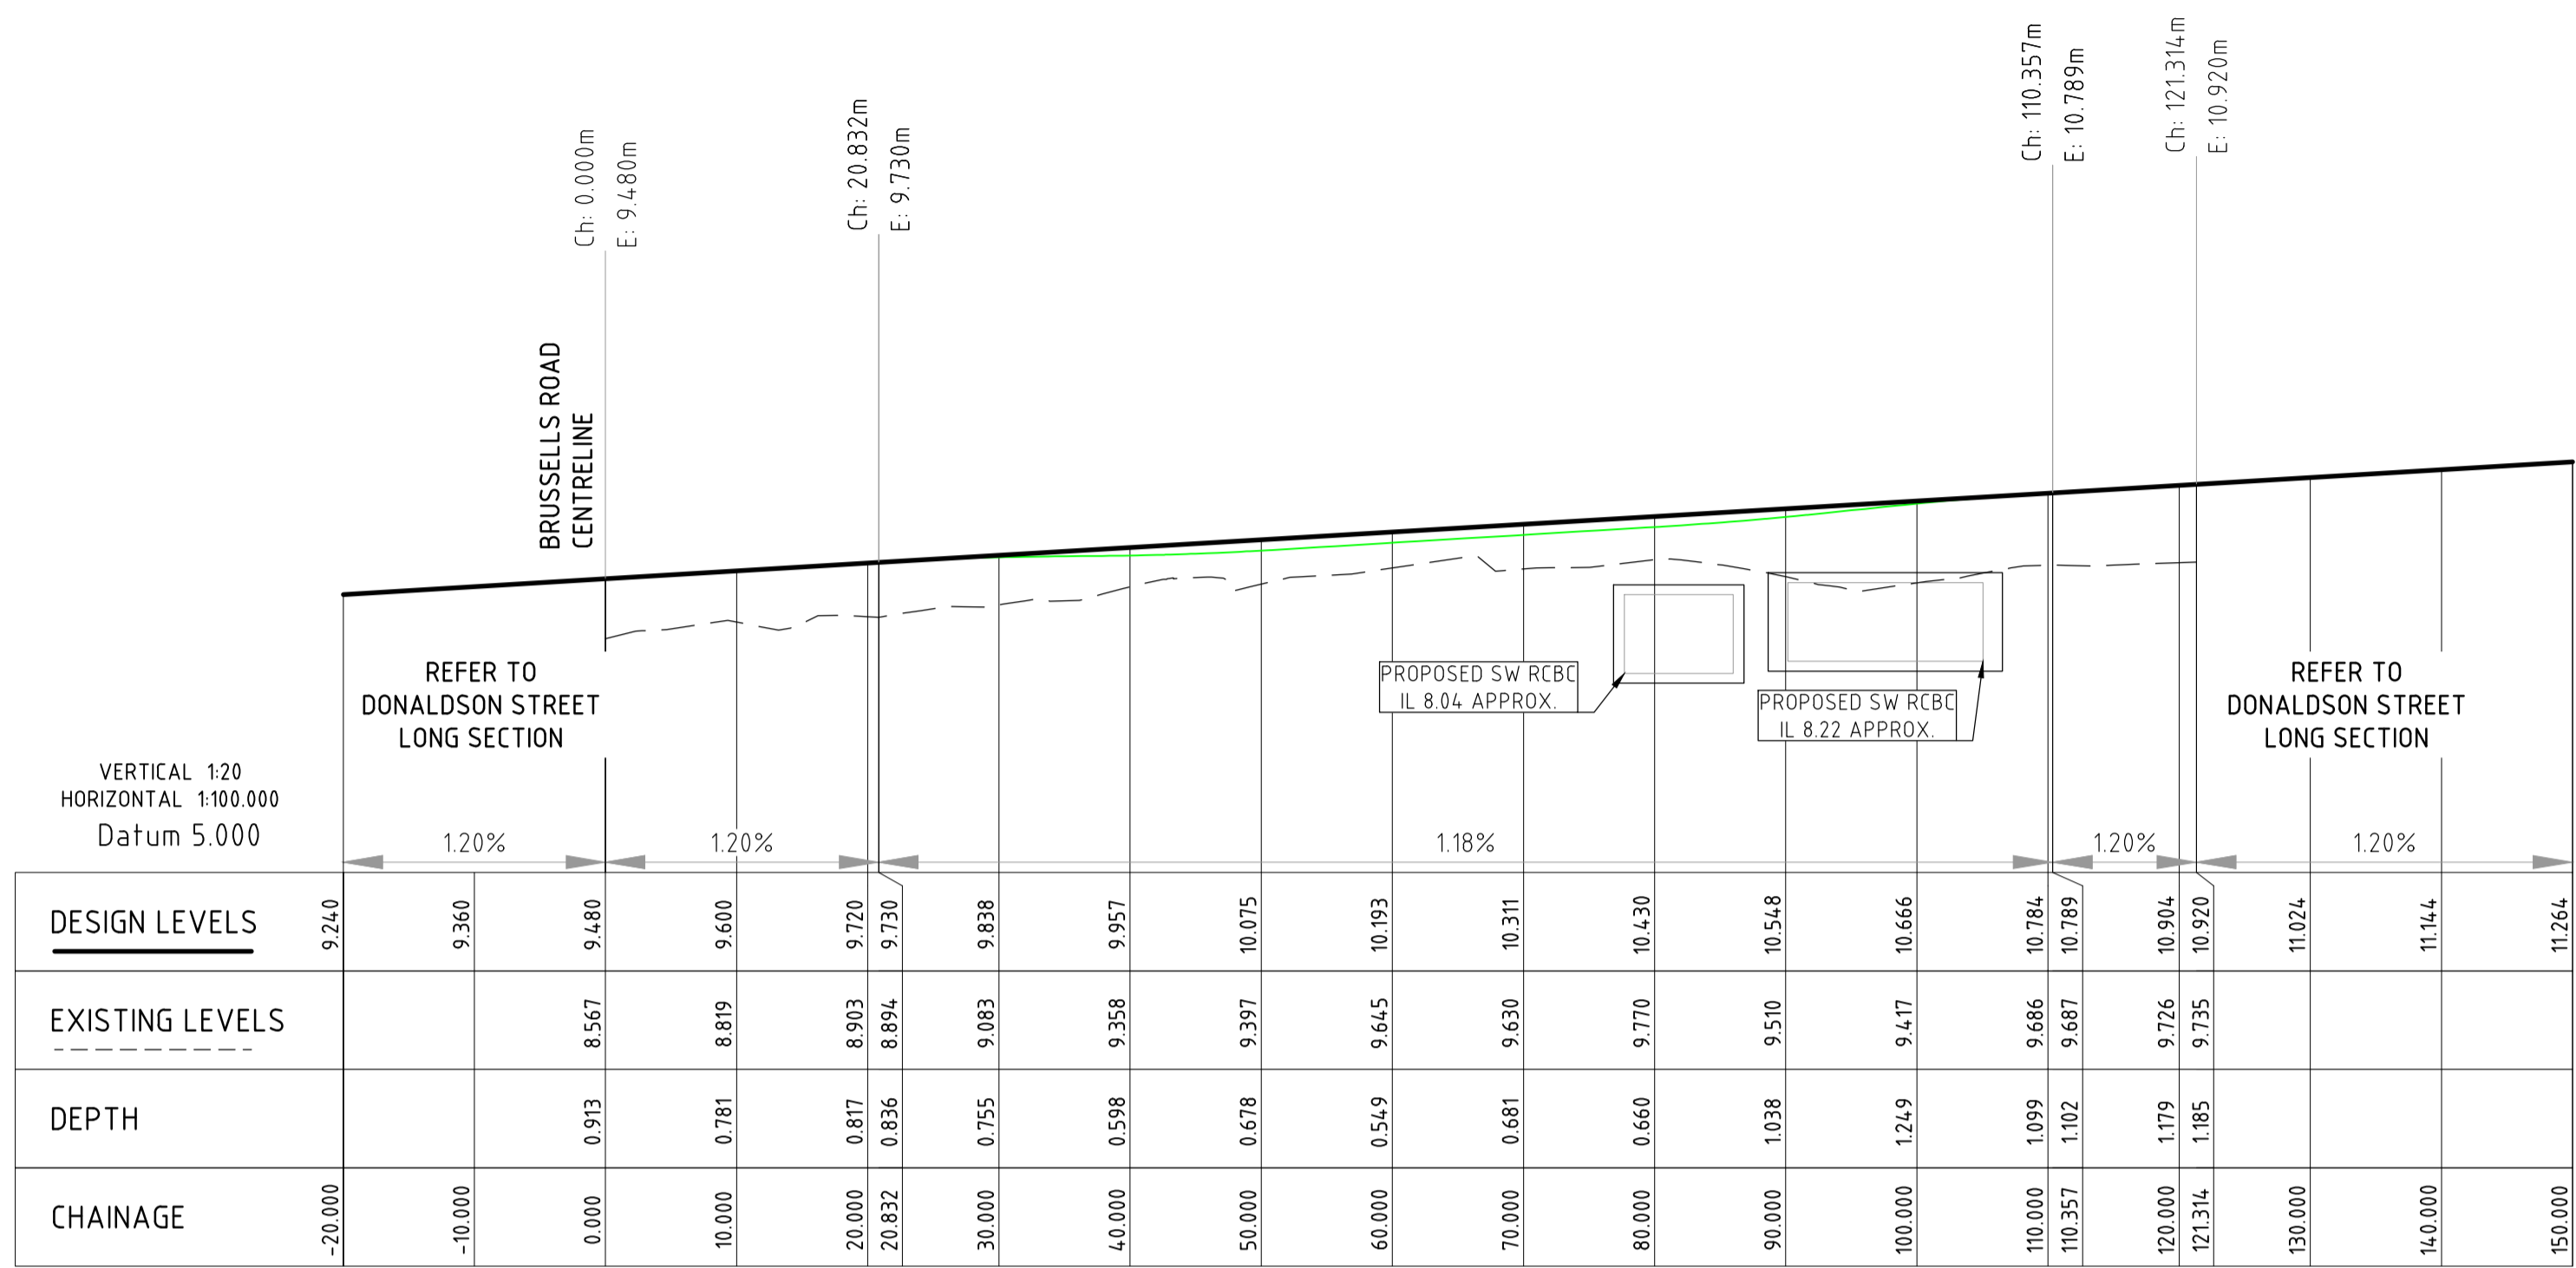 Ch: 0.000m
E: 9.480m
Ch: 20.832m
E: 9.730m
Ch: 110.357m
E: 10.789m
Ch: 121.314m
E: 10.920m
BRUSSELLS ROAD
CENTRELINE
REFER TO
DONALDSON STREET
LONG SECTION
PROPOSED SW RCBC
IL 8.04 APPROX.
PROPOSED SW RCBC
IL 8.22 APPROX.
REFER TO
DONALDSON STREET
LONG SECTION
VERTICAL 1:20
HORIZONTAL 1:100.000
Datum 5.000
1.20% 1.20% 1.18% 1.20% 1.20%
DESIGN LEVELS 9.240 9.360 9.480 9.600 9.720 9.730 9.838 9.957 10.075 10.193 10.311 10.430 10.548 10.666 10.784 10.789 10.904 10.920 11.024 11.144 11.264
EXISTING LEVELS 8.567 8.819 8.903 8.894 9.083 9.358 9.397 9.645 9.630 9.770 9.510 9.417 9.686 9.687 9.726 9.735
DEPTH 0.913 0.781 0.817 0.836 0.755 0.598 0.678 0.549 0.681 0.660 1.038 1.249 1.099 1.102 1.179 1.185
CHAINAGE -20.000 -10.000 0.000 10.000 20.000 20.832 30.000 40.000 50.000 60.000 70.000 80.000 90.000 100.000 110.000 110.357 120.000 121.314 130.000 140.000 150.000